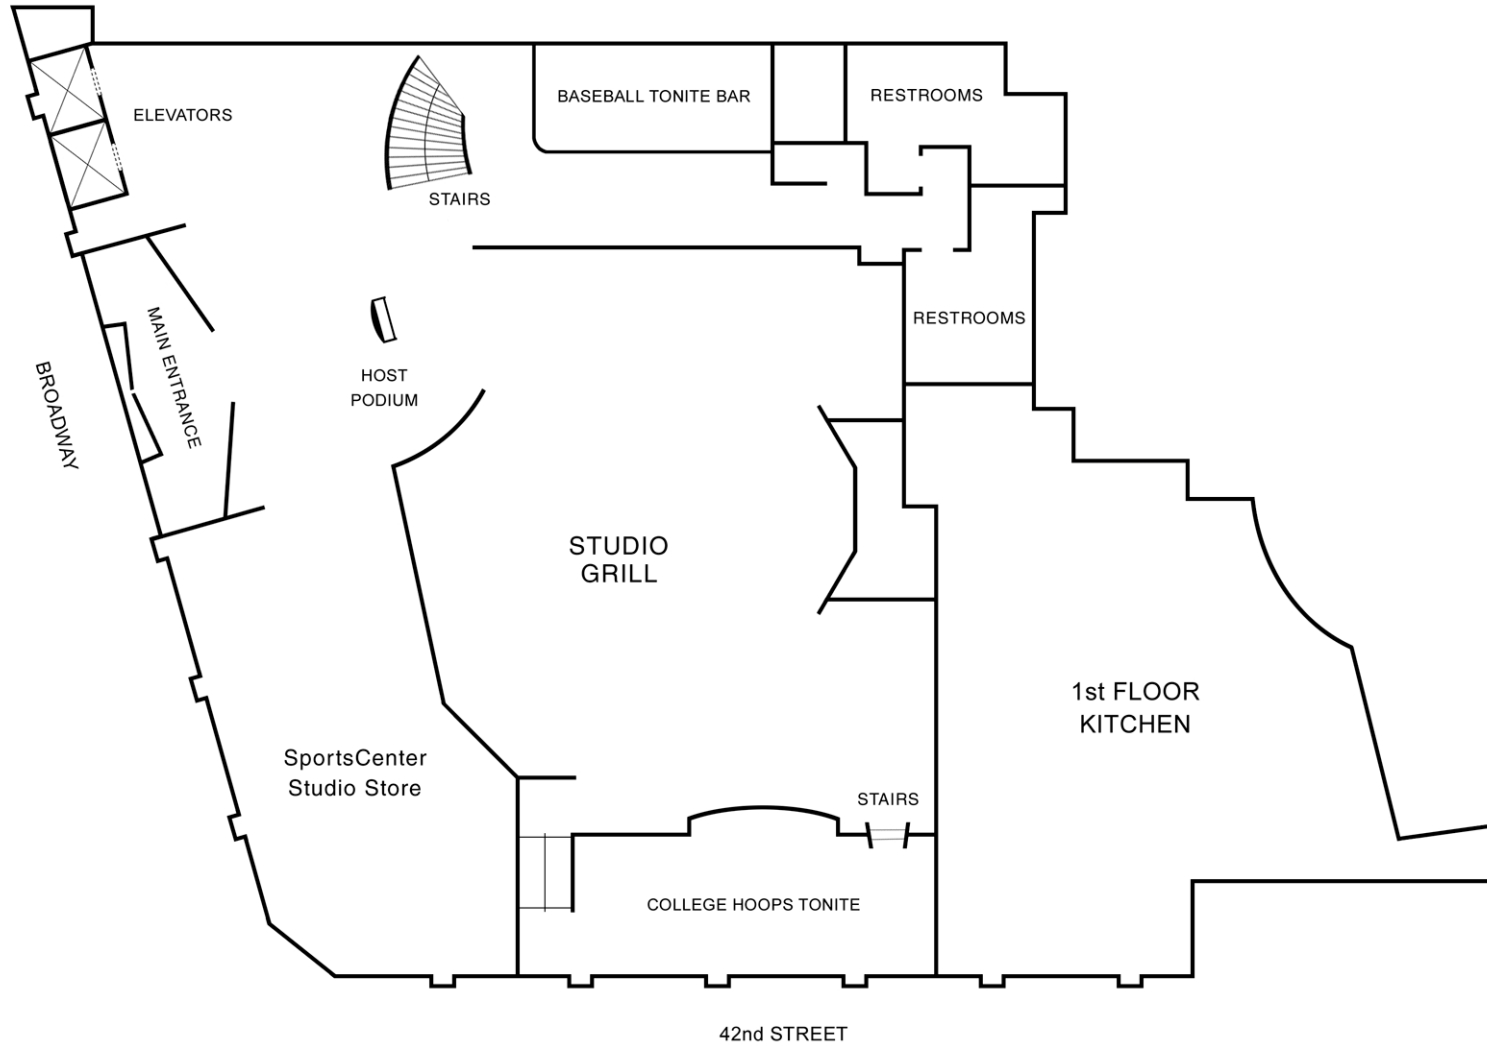 BASEBALL TONITE BAR
RESTROOMS
ELEVATORS
STAIRS
MAIN ENTRANCE
RESTROOMS
BROADWAY
HOST
PODIUM
STUDIO
GRILL
1st FLOOR
KITCHEN
SportsCenter
Studio Store
STAIRS
COLLEGE HOOPS TONITE
42nd STREET